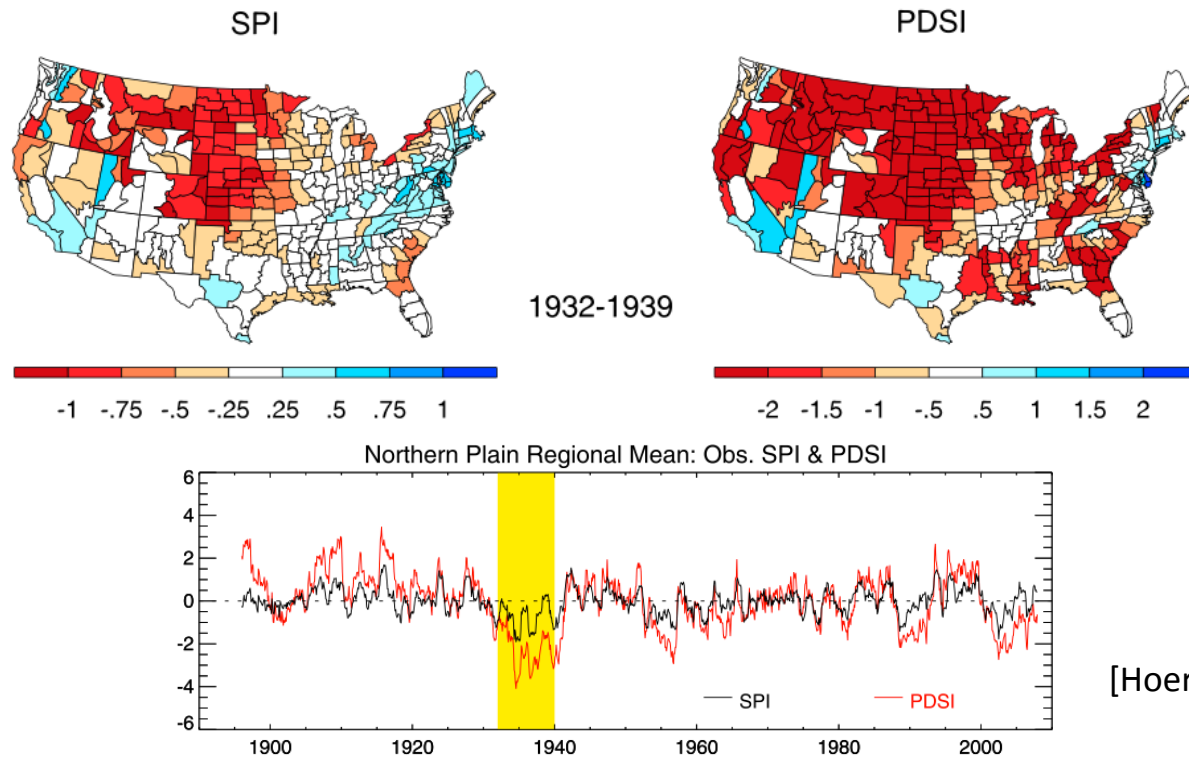 SPI
PDSI
1932-1939
-1 -.75 -.5 -.25 .25 .5 .75 1
-2 -1.5 -1 -.5 .5 1 1.5 2
Northern Plain Regional Mean: Obs. SPI & PDSI
6
4
2
0
-2
-4
-6
SPI
PDSI
[Hoer
1900 1920 1940 1960 1980 2000